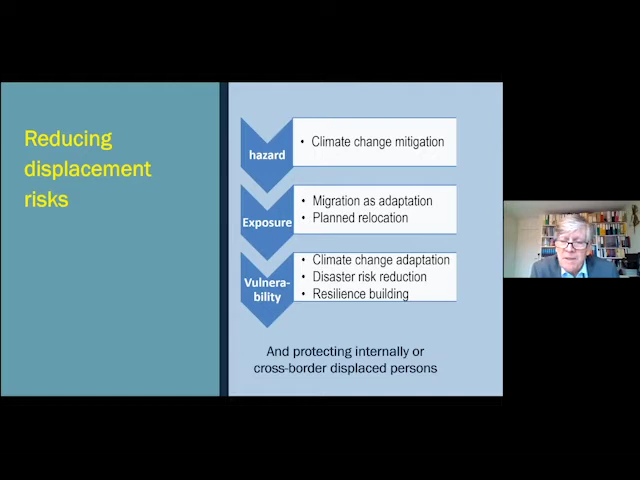 Reducing
displacement
risks
hazard
• Climate change mitigation
Exposure
• Migration as adaptation
• Planned relocation
Vulnera-
bility
• Climate change adaptation
• Disaster risk reduction
• Resilience building
And protecting internally or
cross-border displaced persons